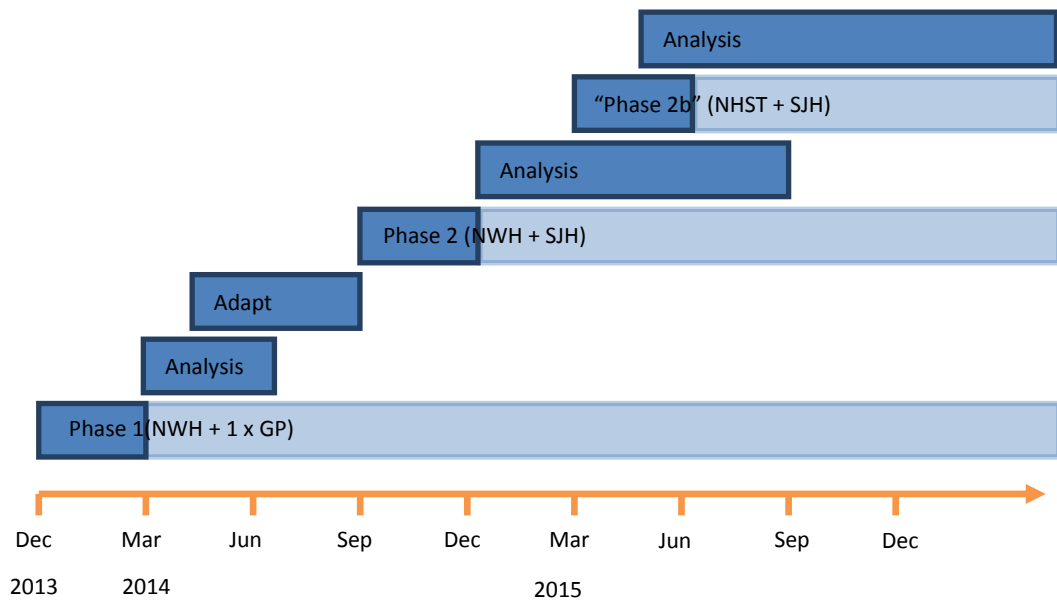 Analysis
“Phase 2b” (NHST + SJH)
Analysis
Phase 2 (NWH + SJH)
Adapt
Analysis
Phase 1(NWH + 1 x GP)
Dec Mar Jun Sep Dec Mar Jun Sep Dec
2013 2014 2015